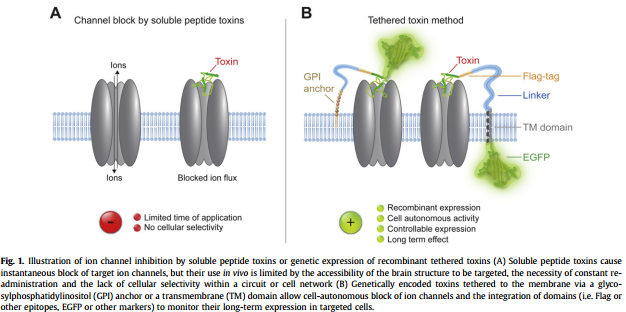 A
Channel block by soluble peptide toxins
Ions
Toxin
Ions
Blocked ion flux
-
Limited time of application
No cellular selectivity
B
Tethered toxin method
GPI
anchor
Toxin
Flag-tag
Linker
TM domain
EGFP
+
Recombinant expression
Cell autonomous activity
Controllable expression
Long term effect
Fig. 1. Illustration of ion channel inhibition by soluble peptide toxins or genetic expression of recombinant tethered toxins (A) Soluble peptide toxins cause
instantaneous block of target ion channels, but their use in vivo is limited by the accessibility of the brain structure to be targeted, the necessity of constant re-
administration and the lack of cellular selectivity within a circuit or cell network (B) Genetically encoded toxins tethered to the membrane via a glyco-
sylphosphatidylinositol (GPI) anchor or a transmembrane (TM) domain allow cell-autonomous block of ion channels and the integration of domains (i.e. Flag or
other epitopes, EGFP or other markers) to monitor their long-term expression in targeted cells.